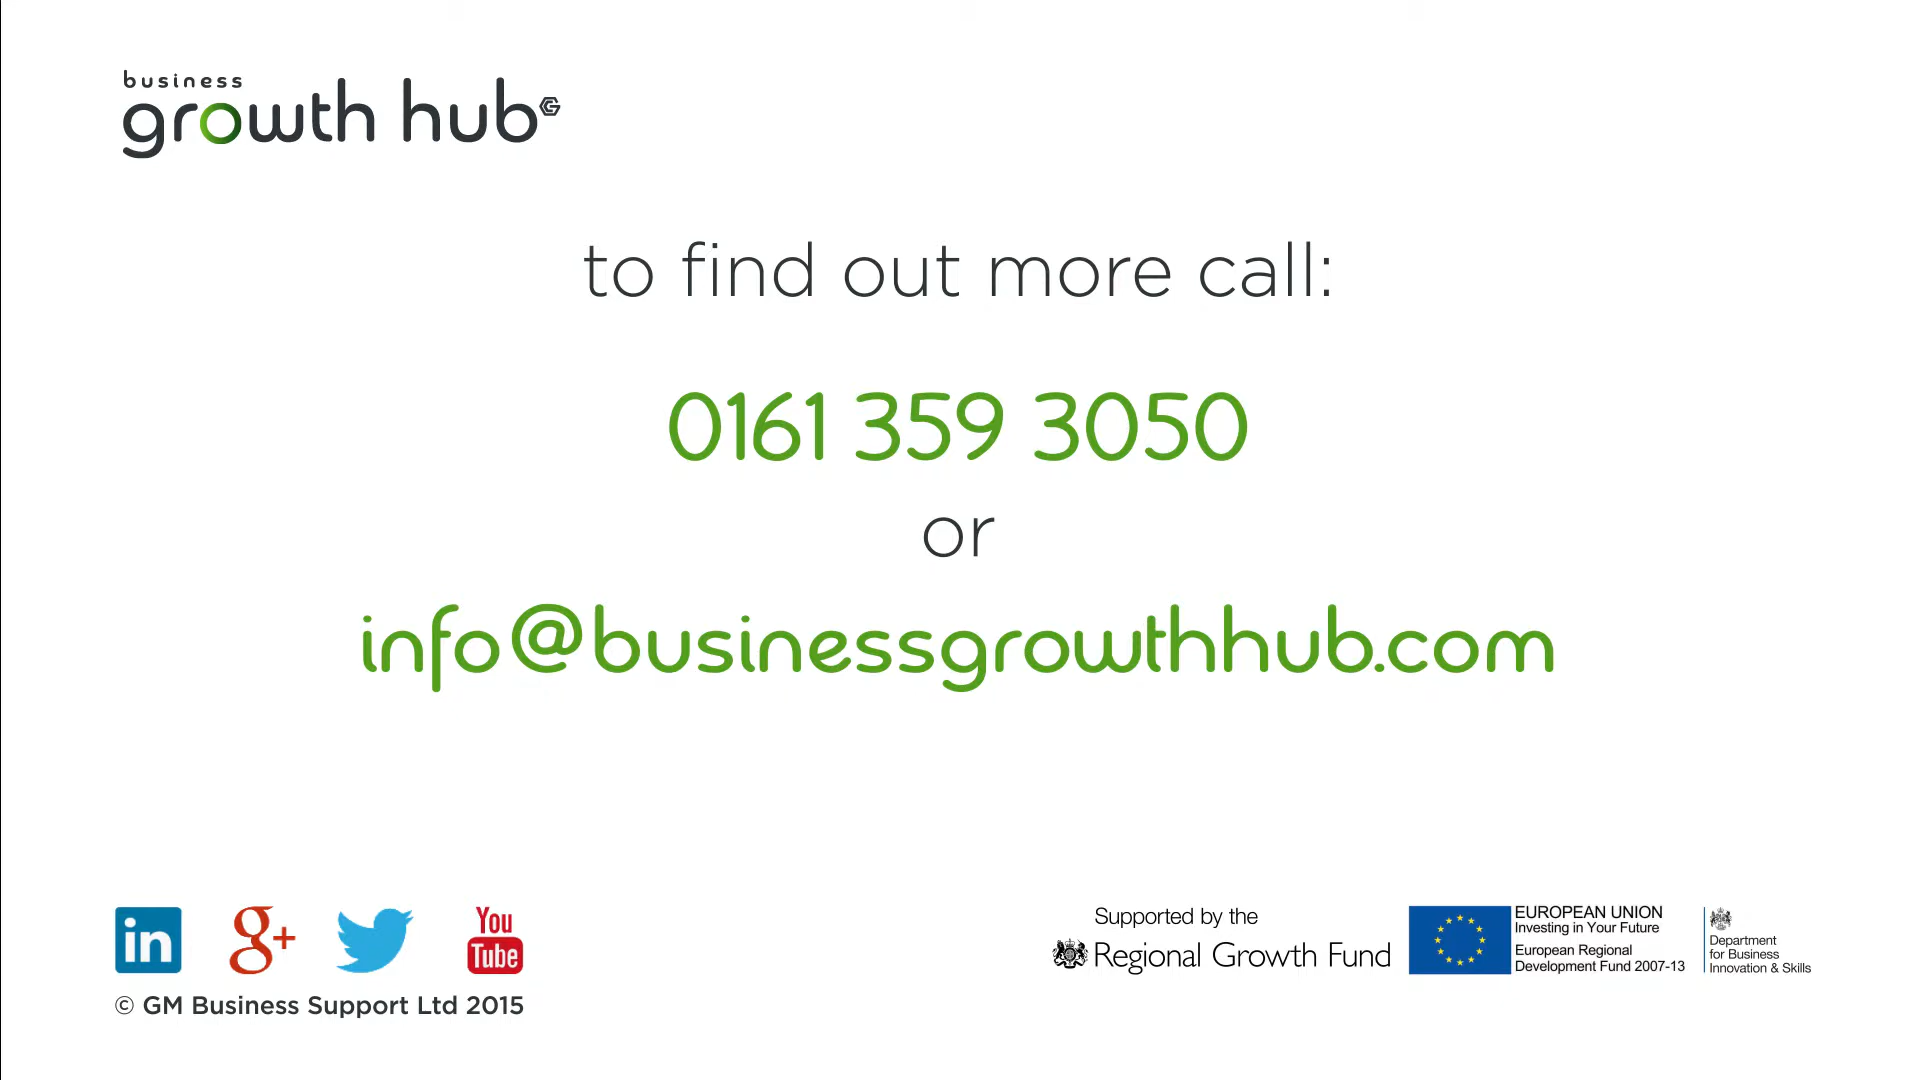 business
growth hub
to find out more call:
0161 359 3050
or
info@businessgrowthhub.com
in g+ You Tube
© GM Business Support Ltd 2015
Supported by the
Regional Growth Fund
EUROPEAN UNION
Investing in Your Future
European Regional
Development Fund 2007-13
Department
for Business
Innovation & Skills